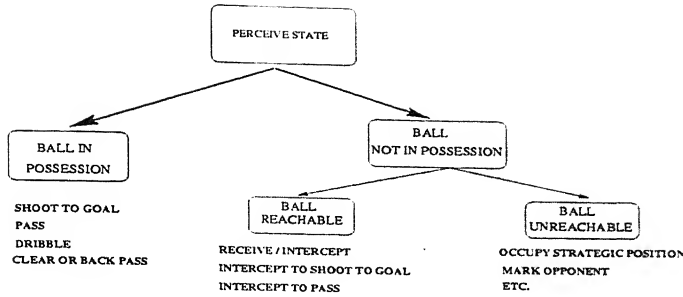 PERCEIVE STATE
BALL IN
POSSESSION
BALL
NOT IN POSSESSION
SHOOT TO GOAL
PASS
DRIBBLE
CLEAR OR BACK PASS
BALL
REACHABLE
RECEIVE / INTERCEPT
INTERCEPT TO SHOOT TO GOAL
INTERCEPT TO PASS
BALL
UNREACHABLE
OCCUPY STRATEGIC POSITION
MARK OPPONENT
ETC.